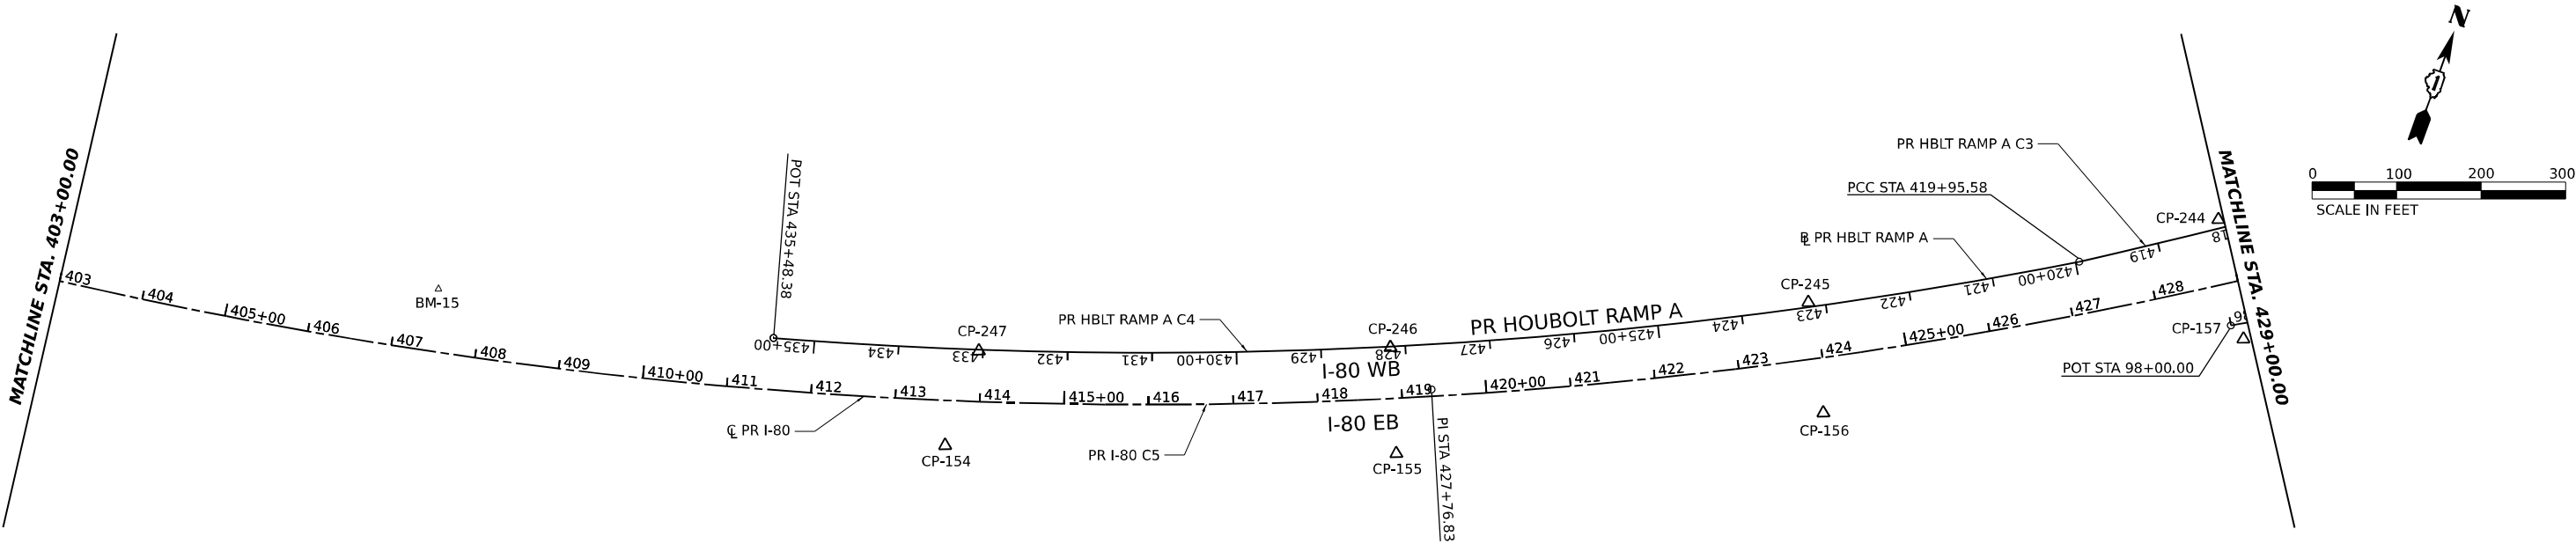 N
0 100 200 300
SCALE IN FEET
MATCHLINE STA. 403+00.00
MATCHLINE STA. 429+00.00
PR HBLT RAMP A C3
PCC STA 419+95.58
CP-244
℄ PR HBLT RAMP A
CP-245
POT STA 435+48.38
PR HBLT RAMP A C4
CP-247
CP-246
PR HOUBOLT RAMP A
435+00 434 433 432 431 430+00 429 428 427 426 425+00 424 423 422 421 420+00 419 18
BM-15
403 404 405+00 406 407 408 409 410+00 411 412 413 414 415+00 416 417 418 419 420+00 421 422 423 424 425+00 426 427 428
I-80 WB
I-80 EB
98
CP-157
POT STA 98+00.00
℄ PR I-80
CP-154
PR I-80 C5
CP-155
PI STA 427+76.83
CP-156